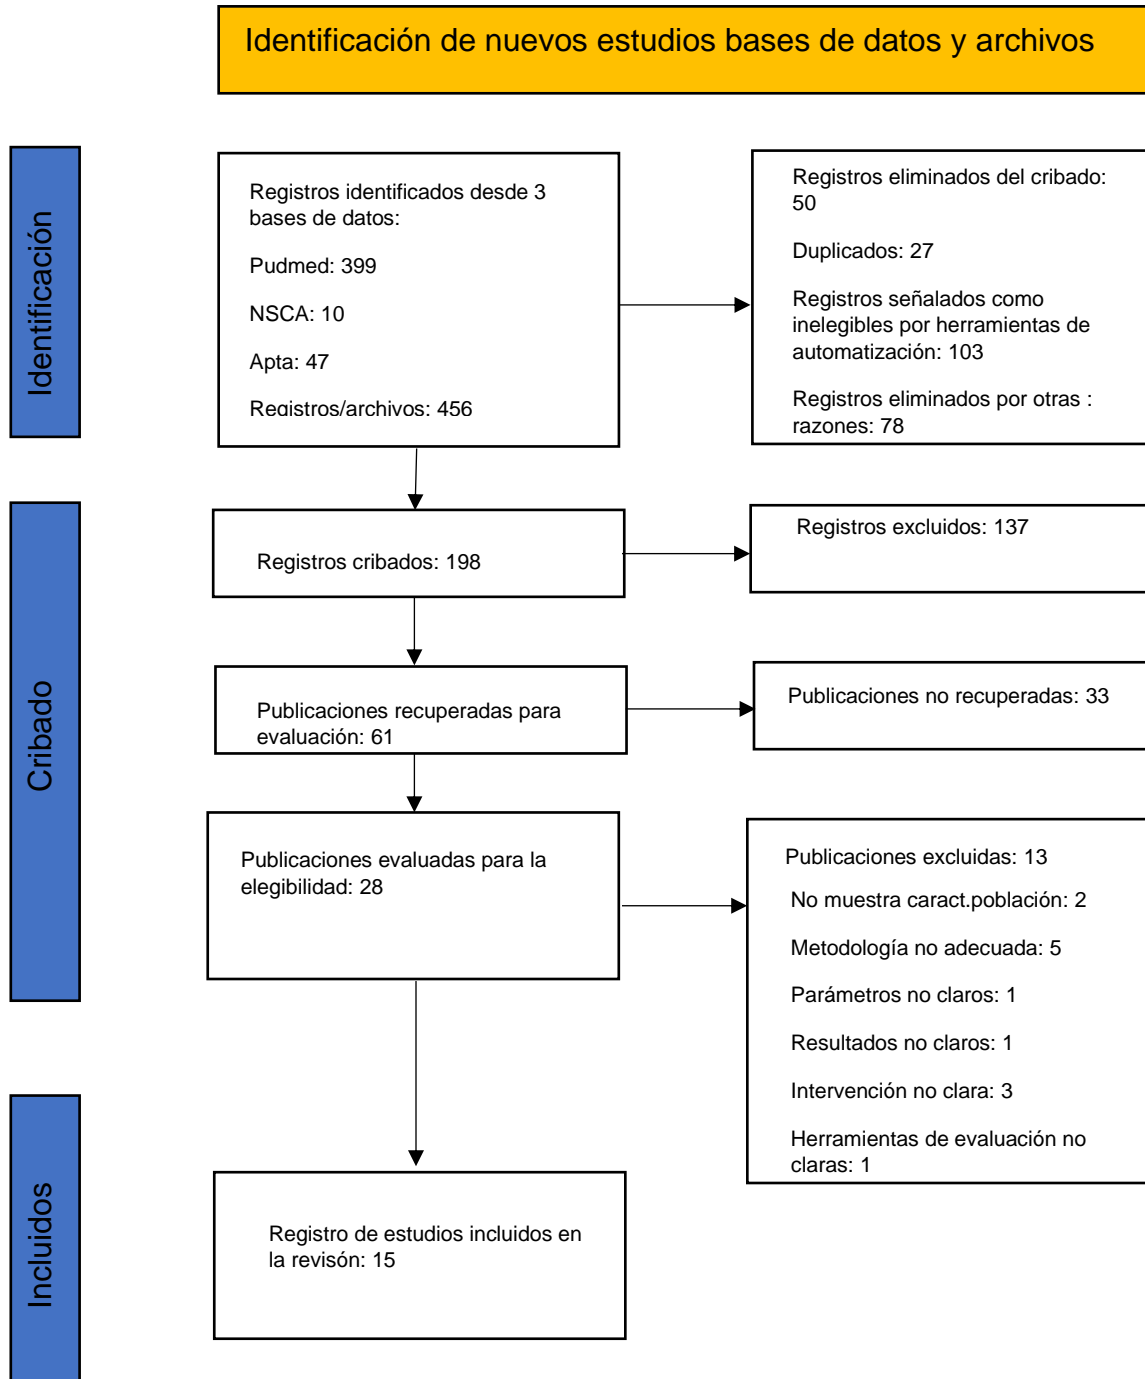 Identificación de nuevos estudios bases de datos y archivos
Identificación
Registros identificados desde 3
bases de datos:
Pudmed: 399
NSCA: 10
Apta: 47
Registros/archivos: 456
Registros eliminados del cribado:
50
Duplicados: 27
Registros señalados como
inelegibles por herramientas de
automatización: 103
Registros eliminados por otras :
razones: 78
Cribado
Registros cribados: 198
Registros excluidos: 137
Publicaciones recuperadas para
evaluación: 61
Publicaciones no recuperadas: 33
Publicaciones evaluadas para la
elegibilidad: 28
Publicaciones excluidas: 13
No muestra caract.población: 2
Metodología no adecuada: 5
Parámetros no claros: 1
Resultados no claros: 1
Intervención no clara: 3
Herramientas de evaluación no
claras: 1
Incluidos
Registro de estudios incluidos en
la revisón: 15